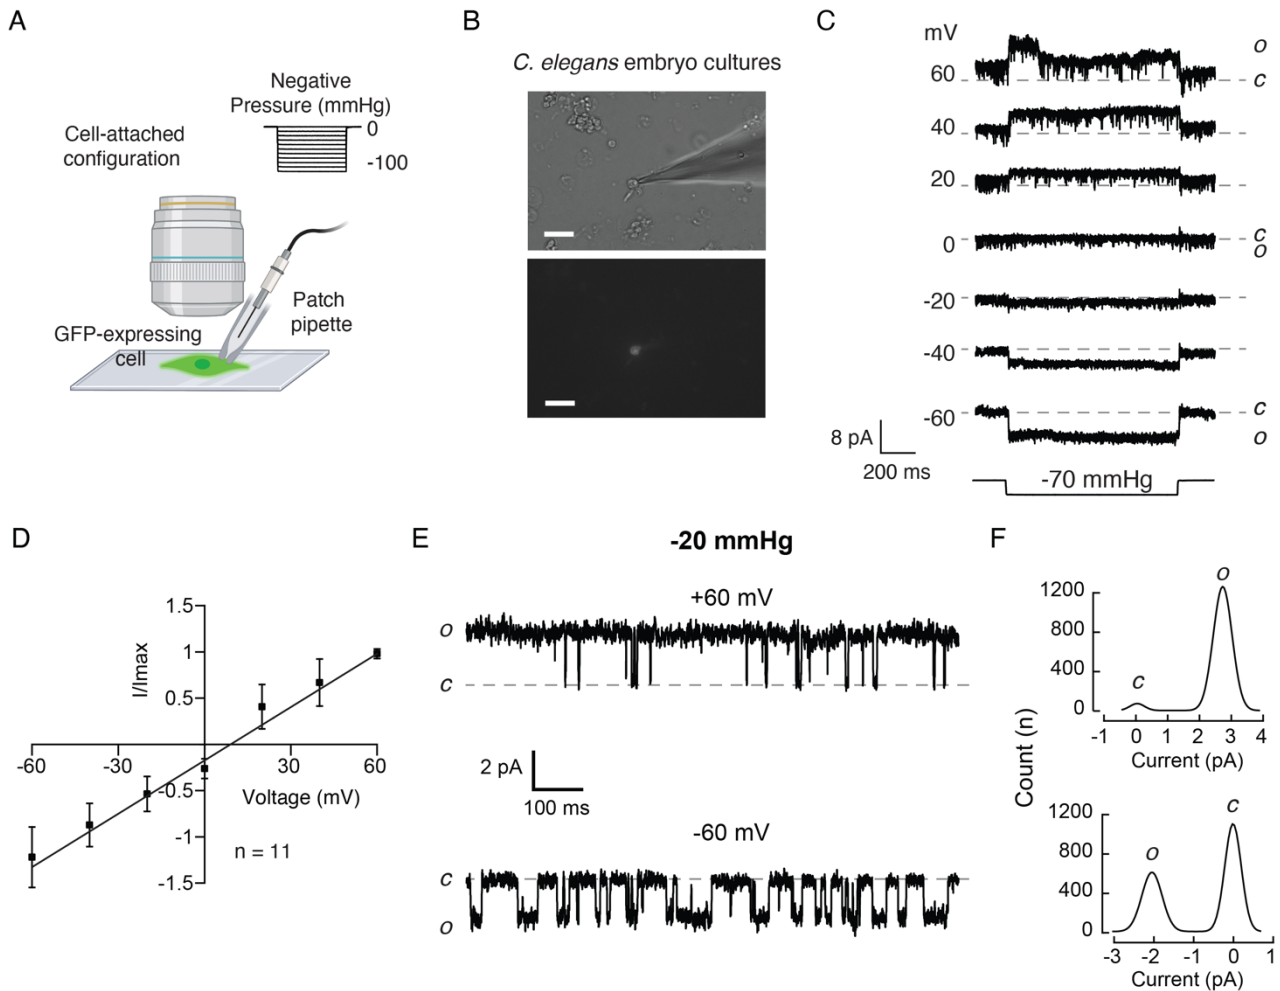 A
Negative
Pressure (mmHg)
0
-100
Cell-attached
configuration
Patch
pipette
GFP-expressing
cell
B
C. elegans embryo cultures
C
mV
60
o
c
40
20
0
c
o
-20
-40
-60
c
o
8 pA
200 ms
-70 mmHg
D
I/Imax
1.5
1
0.5
-0.5
-1
-1.5
-60
-30
30
60
Voltage (mV)
n = 11
E
-20 mmHg
+60 mV
o
c
2 pA
100 ms
-60 mV
c
o
F
Count (n)
1200
800
400
0
c
o
-1 0 1 2 3 4
Current (pA)
1200
800
400
0
o
c
-3 -2 -1 0 1
Current (pA)